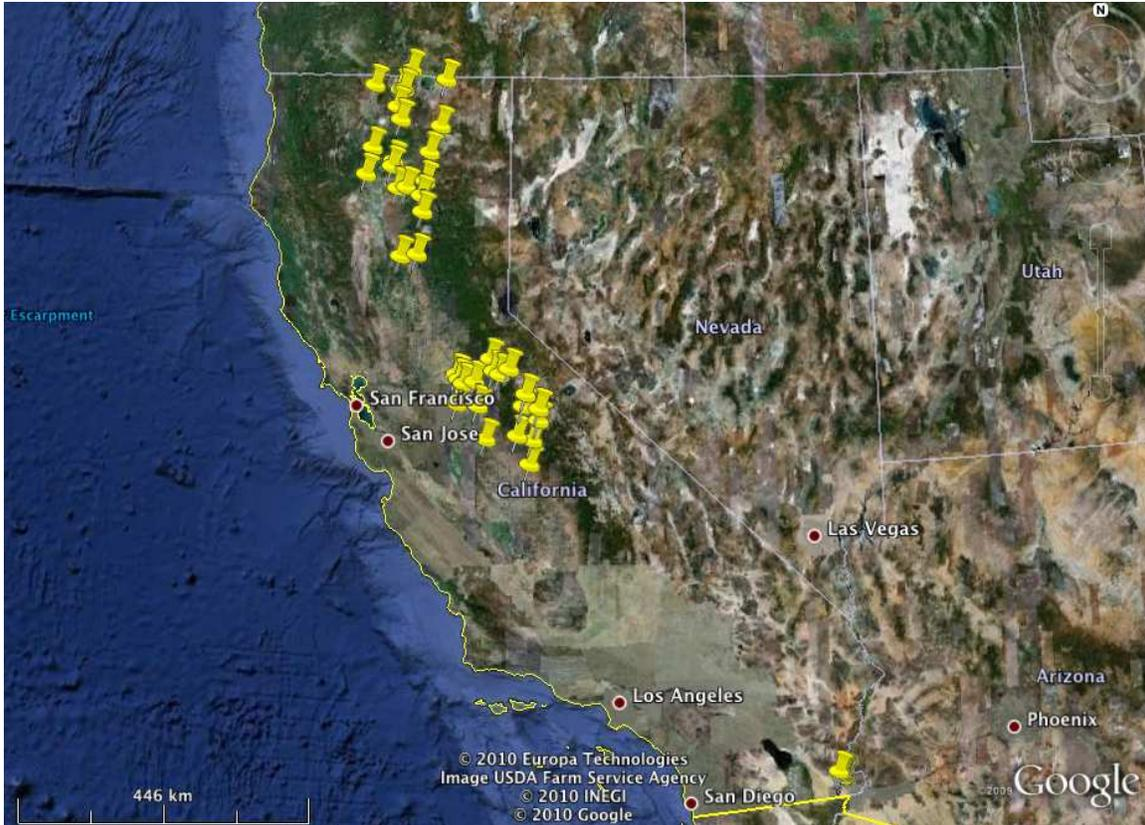 N
Utah
Escarpment
Nevada
San Francisco
San Jose
California
Las Vegas
Arizona
Los Angeles
Phoenix
© 2010 Europa Technologies
Image USDA Farm Service Agency
© 2010 INEGI
© 2010 Google
446 km
San Diego
©2009 Google